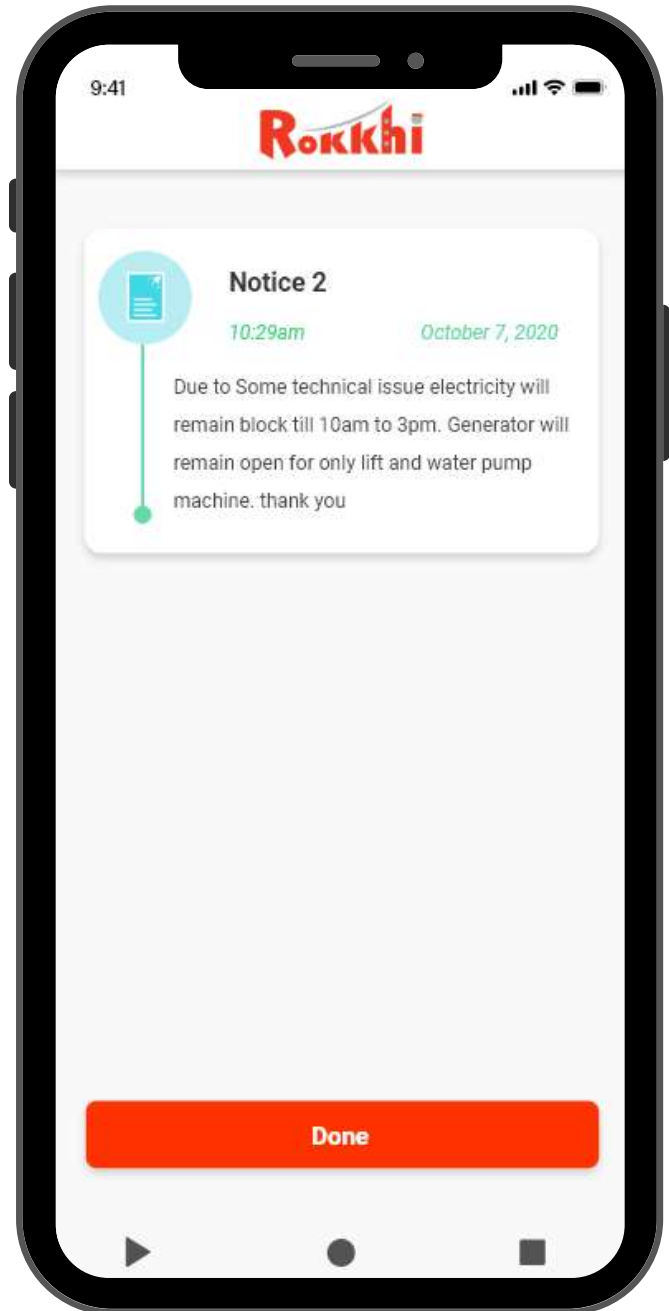 9:41
Rokkhi
Notice 2
10:29am October 7, 2020
Due to Some technical issue electricity will
remain block till 10am to 3pm. Generator will
remain open for only lift and water pump
machine. thank you
Done